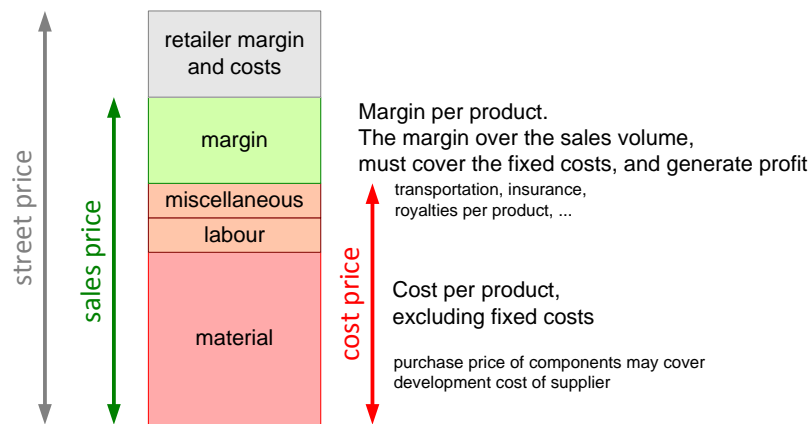 street price
sales price
retailer margin
and costs
margin
miscellaneous
labour
material
cost price
Margin per product.
The margin over the sales volume,
must cover the fixed costs, and generate profit
transportation, insurance,
royalties per product, ...
Cost per product,
excluding fixed costs
purchase price of components may cover
development cost of supplier